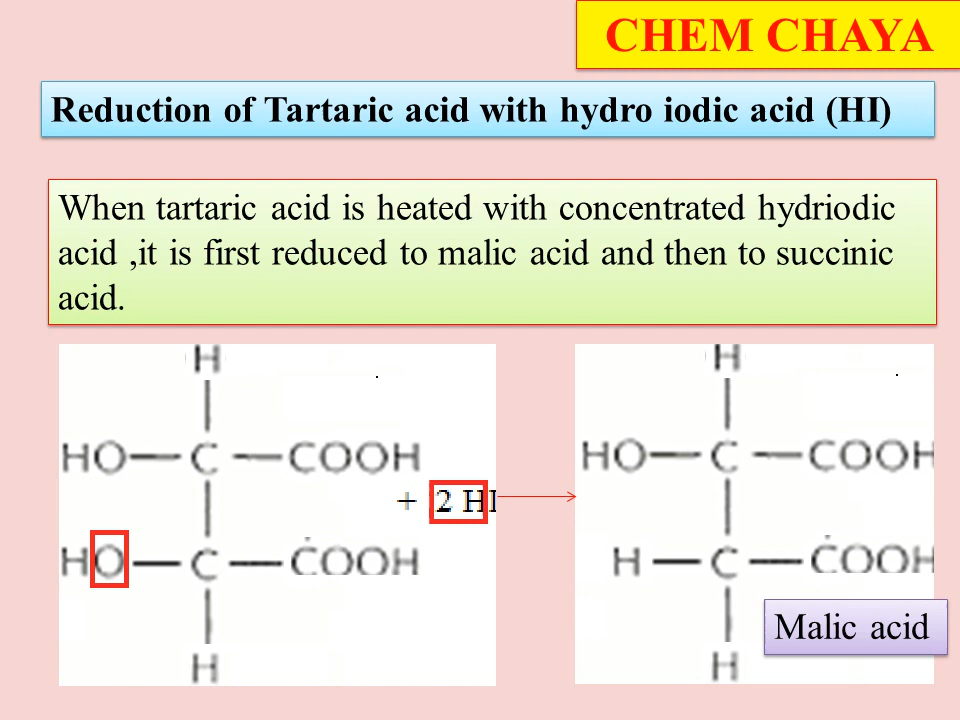 CHEM CHAYA
Reduction of Tartaric acid with hydro iodic acid (HI)
When tartaric acid is heated with concentrated hydriodic
acid ,it is first reduced to malic acid and then to succinic
acid.
H
HO—C—COOH
+ 2 HI
HO—C—COOH
H
H
HO—C—COOH
H—C—COOH
H
Malic acid